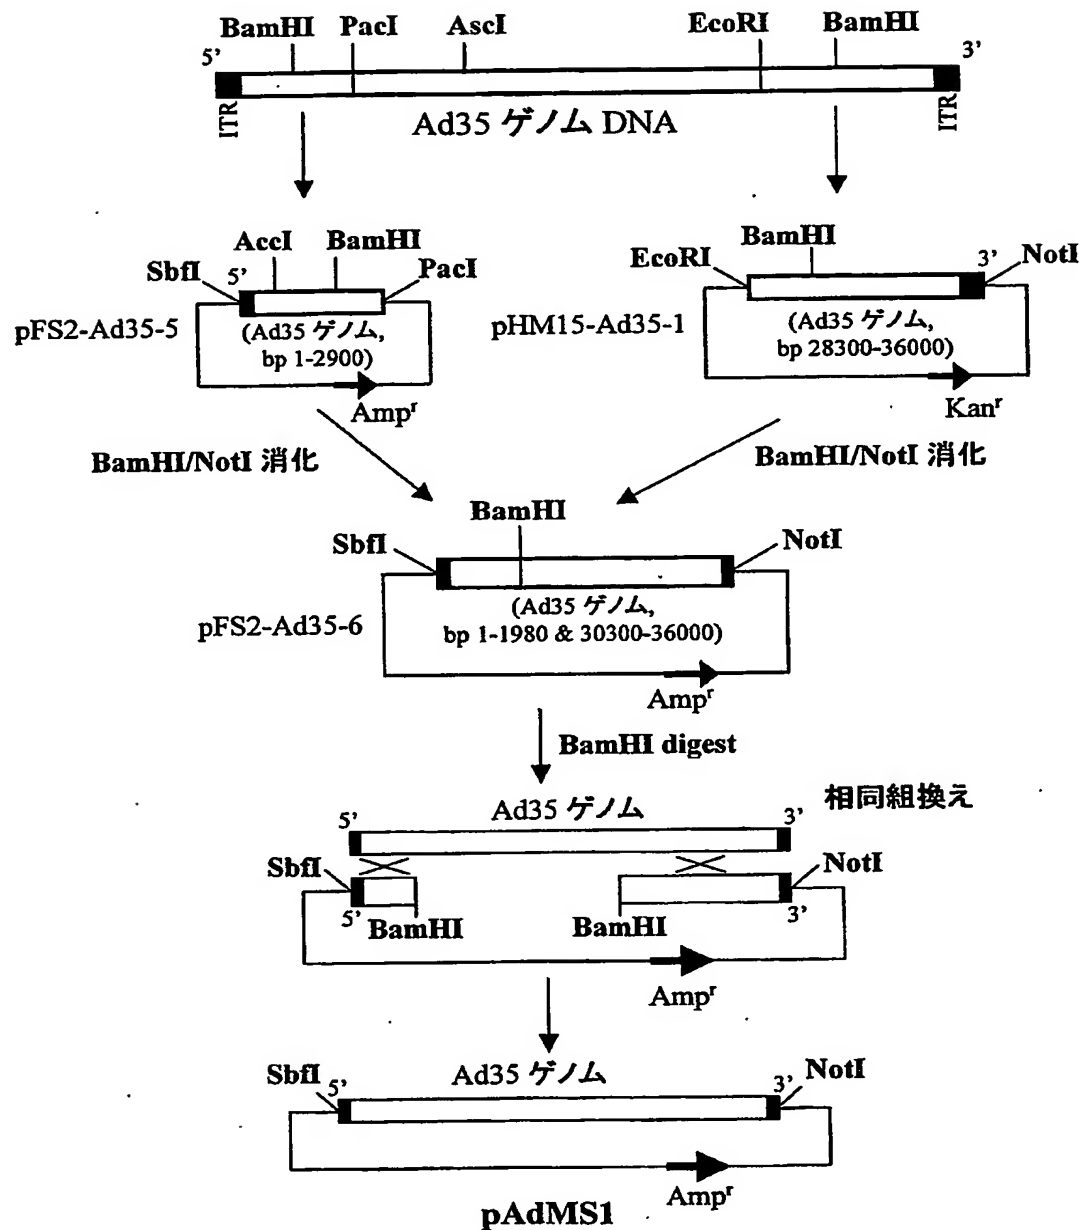 BamHI PacI AscI EcoRI BamHI
5’ 3’
ITR ITR
Ad35 ゲノム DNA
AccI BamHI
SbfI 5’ PacI
pFS2-Ad35-5
(Ad35 ゲノム,
bp 1-2900)
Ampʳ
BamHI
EcoRI 3’ NotI
pHM15-Ad35-1
(Ad35 ゲノム,
bp 28300-36000)
Kanʳ
BamHI/NotI 消化
BamHI/NotI 消化
BamHI
SbfI NotI
pFS2-Ad35-6
(Ad35 ゲノム,
bp 1-1980 & 30300-36000)
Ampʳ
BamHI digest
相同組換え
5’ Ad35 ゲノム 3’
SbfI NotI
5’ BamHI BamHI 3’
Ampʳ
SbfI 5’ Ad35 ゲノム 3’ NotI
Ampʳ
pAdMS1